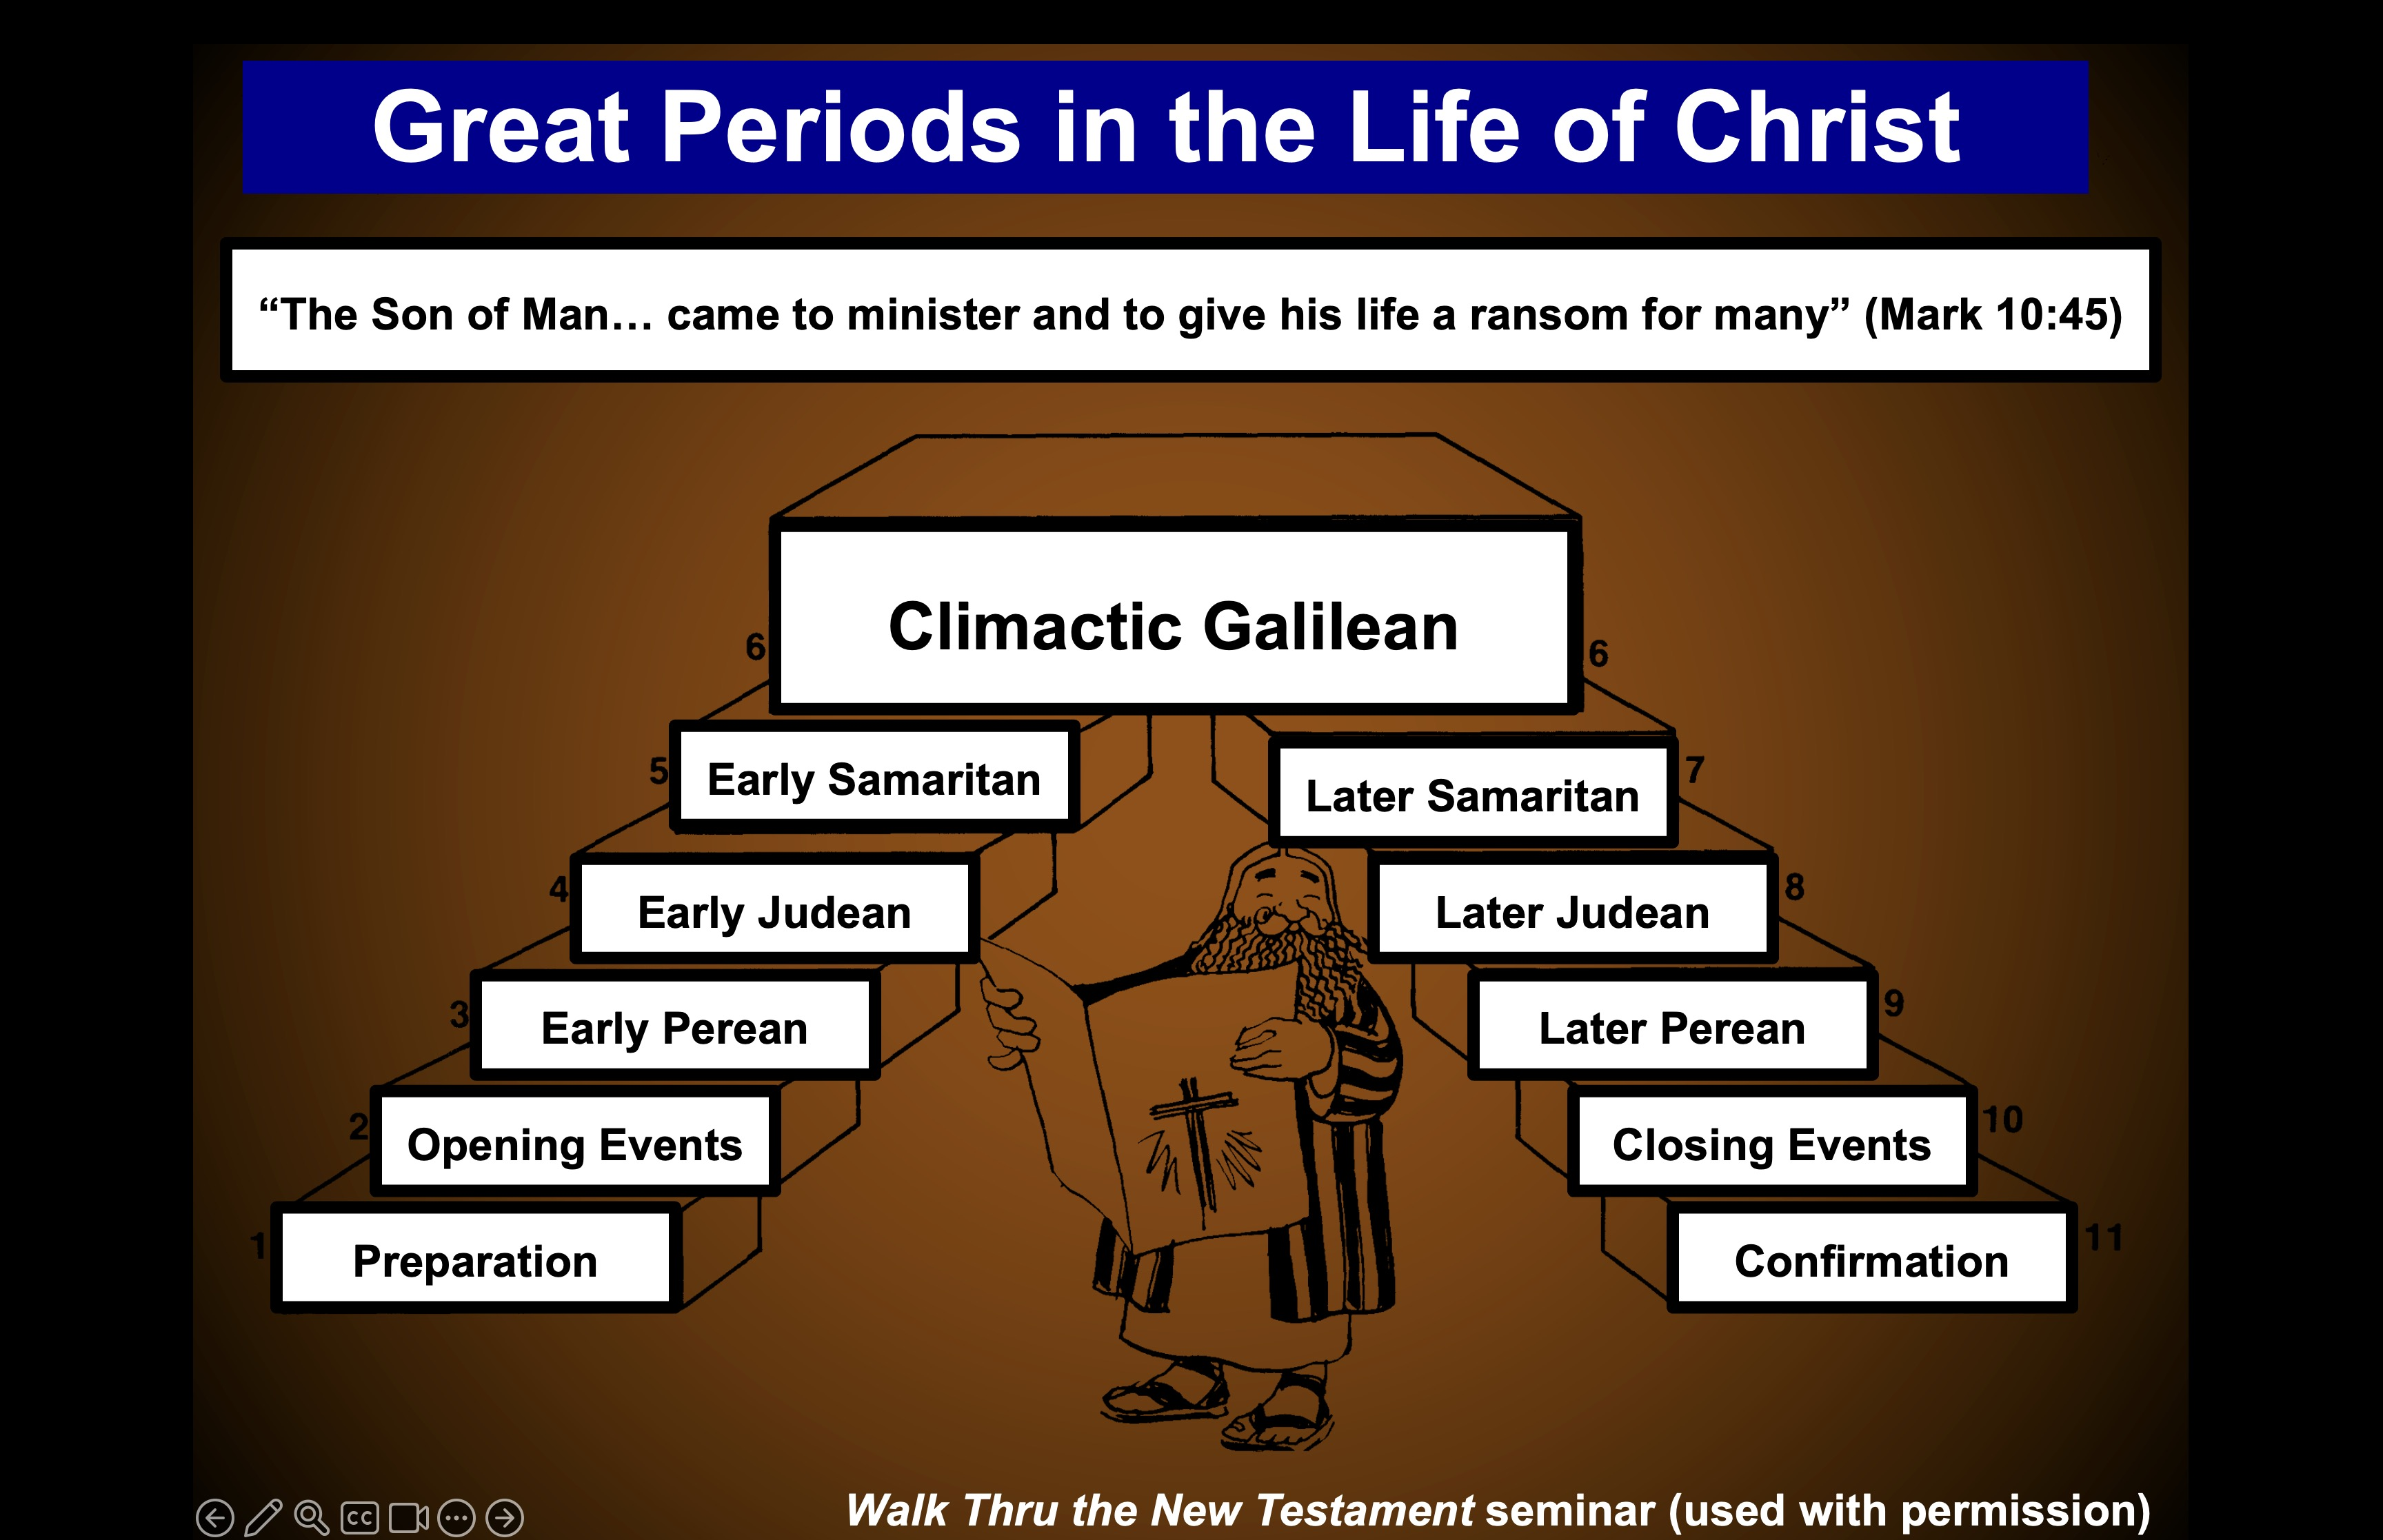 Great Periods in the Life of Christ
“The Son of Man… came to minister and to give his life a ransom for many” (Mark 10:45)
Climactic Galilean
6
6
5
Early Samaritan
Later Samaritan
7
4
Early Judean
Later Judean
8
3
Early Perean
Later Perean
9
2
Opening Events
Closing Events
10
1
Preparation
Confirmation
11
CC
Walk Thru the New Testament seminar (used with permission)